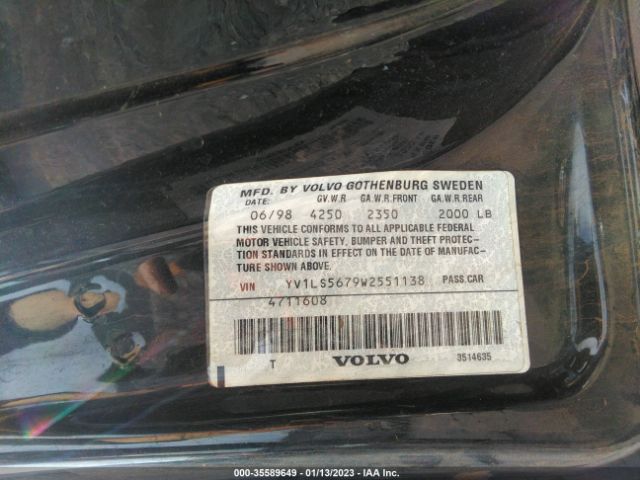 MFD. BY VOLVO GOTHENBURG SWEDEN
DATE: GV.W.R GA.W.R.FRONT GA.W.R.REAR
06/98 4250 2350 2000 LB
THIS VEHICLE CONFORMS TO ALL APPLICABLE FEDERAL
MOTOR VEHICLE SAFETY, BUMPER AND THEFT PROTEC-
TION STANDARDS IN EFFECT ON THE DATE OF MANUFAC-
TURE SHOWN ABOVE.
VIN YV1LS5679W2551138 PASS.CAR
4711608
T VOLVO 3514635
000-35589649 - 01/13/2023 - IAA Inc.